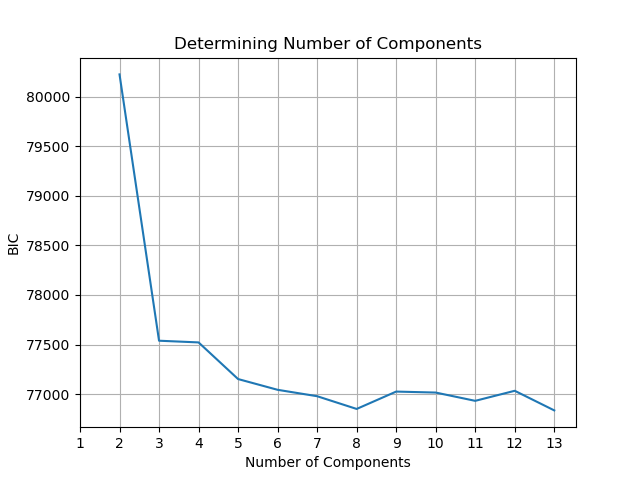 Determining Number of Components
80000
79500
79000
78500
78000
77500
77000
BIC
1 2 3 4 5 6 7 8 9 10 11 12 13
Number of Components